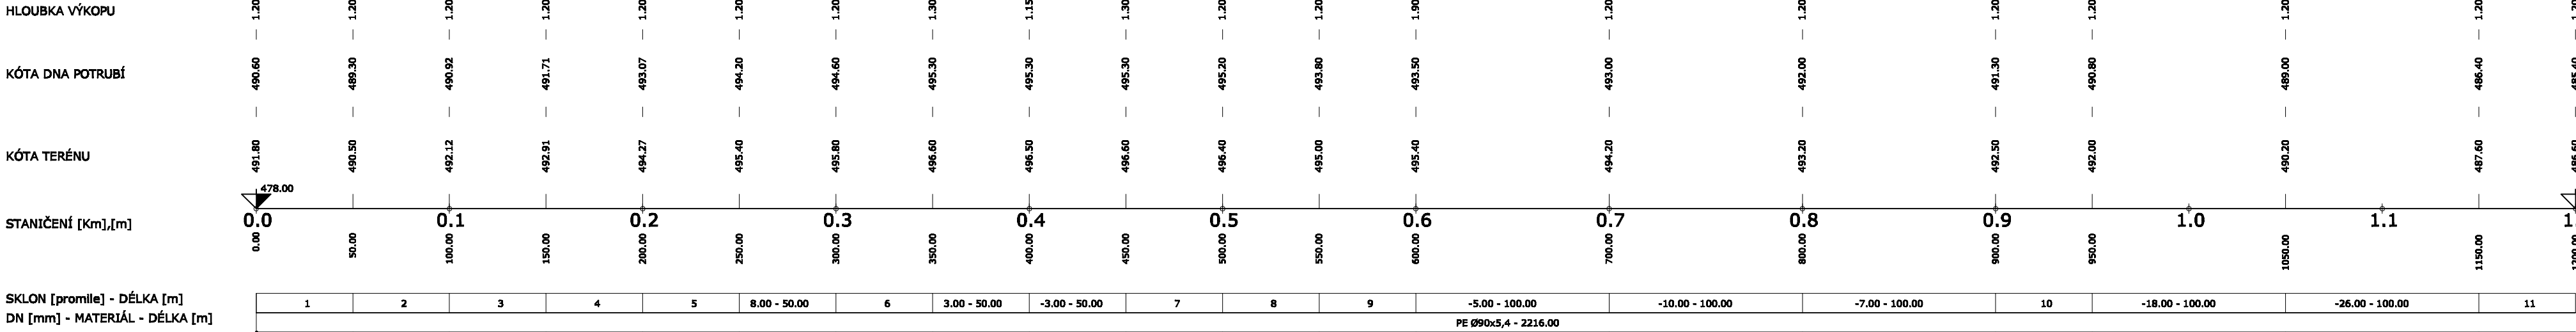 HLOUBKA VÝKOPU 1.20 1.20 1.20 1.20 1.20 1.20 1.20 1.30 1.15 1.30 1.20 1.20 1.90 1.20 1.20 1.20 1.20 1.20 1.20 1.20
KÓTA DNA POTRUBÍ 490.60 489.30 490.92 491.71 493.07 494.20 494.60 495.30 495.30 495.30 495.20 493.80 493.50 493.00 492.00 491.30 490.80 489.00 486.40 485.40
KÓTA TERÉNU 491.80 490.50 492.12 492.91 494.27 495.40 495.80 496.60 496.50 496.60 496.40 495.00 495.40 494.20 493.20 492.50 492.00 490.20 487.60 486.60
478.00
STANIČENÍ [Km],[m] 0.0 0.1 0.2 0.3 0.4 0.5 0.6 0.7 0.8 0.9 1.0 1.1 1.
0.00 50.00 100.00 150.00 200.00 250.00 300.00 350.00 400.00 450.00 500.00 550.00 600.00 700.00 800.00 900.00 950.00 1050.00 1150.00 1200.00
SKLON [promile] - DÉLKA [m] 1 2 3 4 5 8.00 - 50.00 6 3.00 - 50.00 -3.00 - 50.00 7 8 9 -5.00 - 100.00 -10.00 - 100.00 -7.00 - 100.00 10 -18.00 - 100.00 -26.00 - 100.00 11
DN [mm] - MATERIÁL - DÉLKA [m] PE Ø90x5,4 - 2216.00